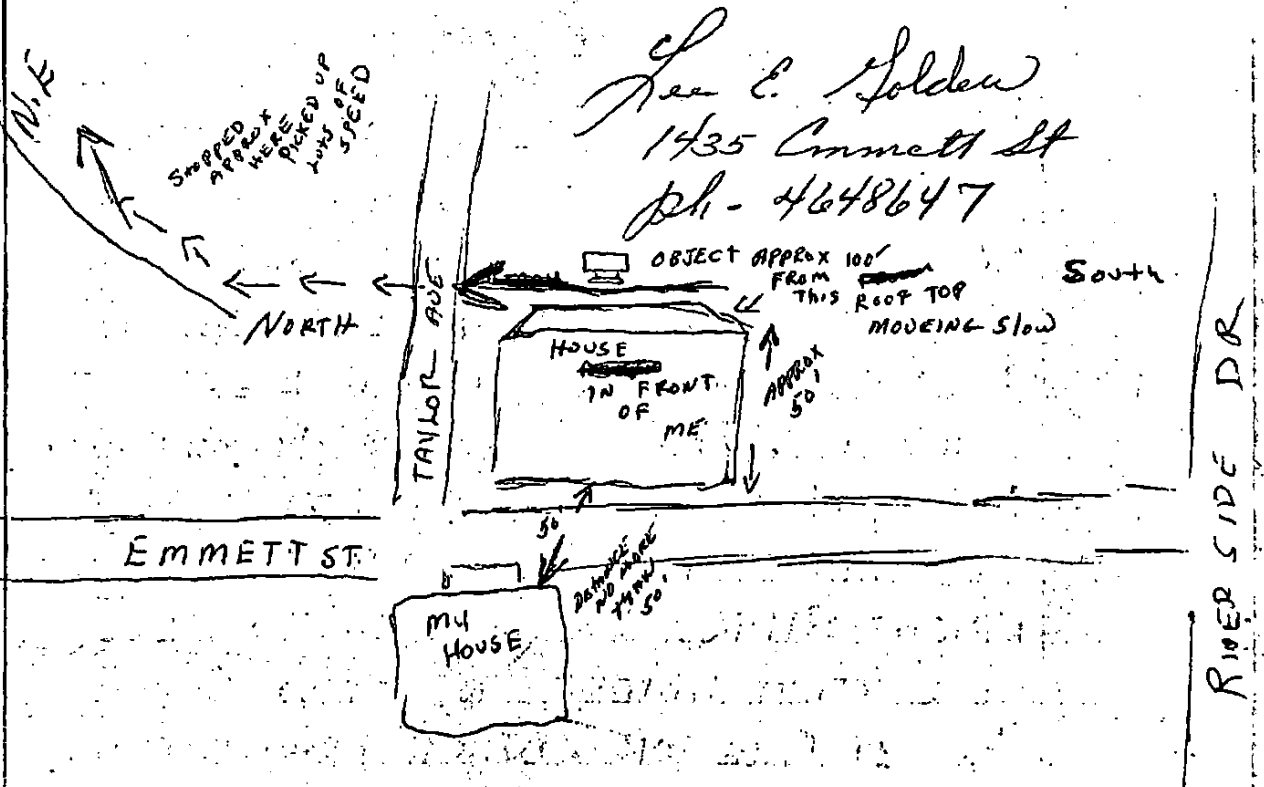 Lee E. Golden
1435 Emmett St
ph - 4648647
N.E
STOPPED
APPROX
HERE
PICKED UP
LOTS OF
SPEED
OBJECT APPROX 100'
FROM
THIS ROOF TOP
MOVEING Slow
South
NORTH
TAYLOR AVE
HOUSE
IN FRONT
OF
ME
APPROX
50'
RIVER SIDE DR
EMMETT ST.
50'
DISTANCE
NO MORE
THAN
50'
MY
HOUSE